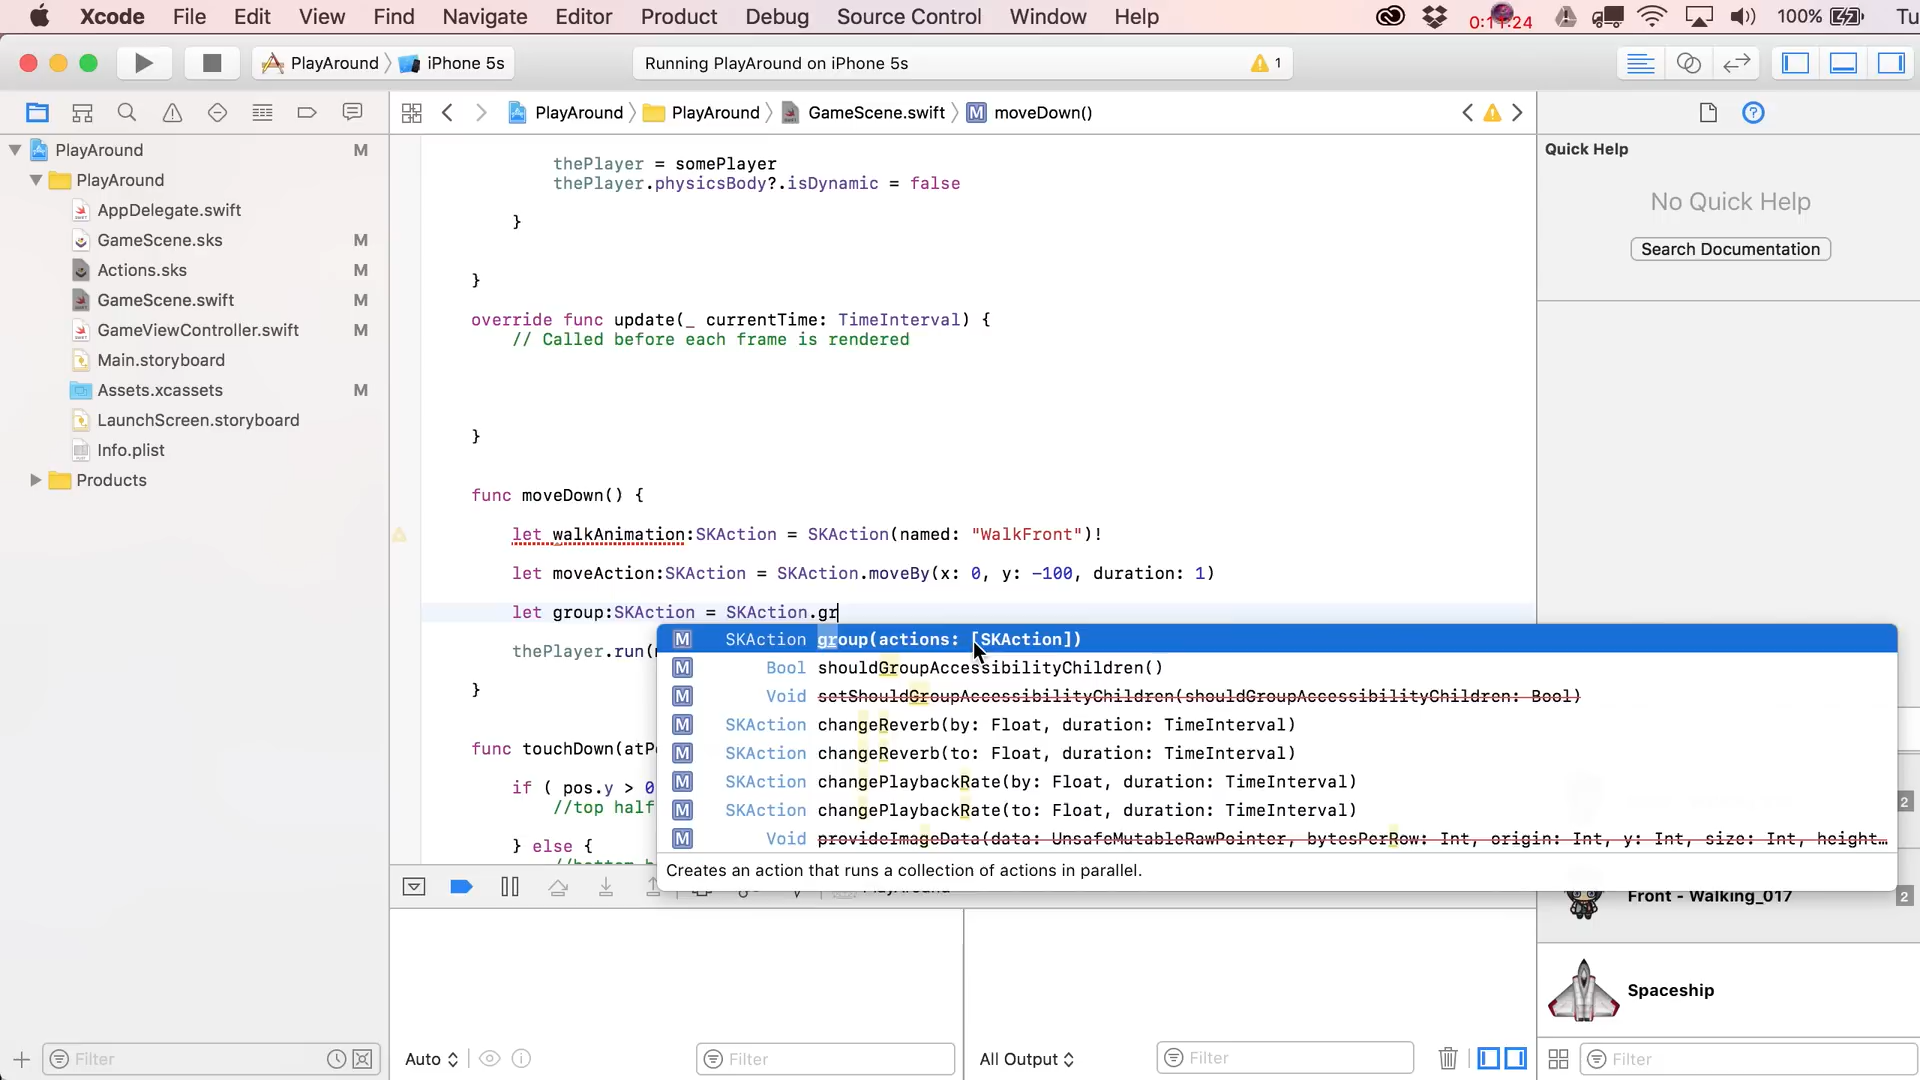 Xcode File Edit View Find Navigate Editor Product Debug Source Control Window Help 0:11:24 100% Tu
PlayAround iPhone 5s Running PlayAround on iPhone 5s 1
PlayAround PlayAround GameScene.swift M moveDown()
PlayAround M
PlayAround
AppDelegate.swift
GameScene.sks M
Actions.sks M
GameScene.swift M
GameViewController.swift M
Main.storyboard
Assets.xcassets M
LaunchScreen.storyboard
Info.plist
Products
thePlayer = somePlayer
thePlayer.physicsBody?.isDynamic = false
}
}
override func update(_ currentTime: TimeInterval) {
// Called before each frame is rendered
}
func moveDown() {
let walkAnimation:SKAction = SKAction(named: "WalkFront")!
let moveAction:SKAction = SKAction.moveBy(x: 0, y: -100, duration: 1)
let group:SKAction = SKAction.gr
thePlayer.run(
}
func touchDown(atPo
if ( pos.y > 0
//top half
} else {
M SKAction group(actions: [SKAction])
M Bool shouldGroupAccessibilityChildren()
M Void setShouldGroupAccessibilityChildren(shouldGroupAccessibilityChildren: Bool)
M SKAction changeReverb(by: Float, duration: TimeInterval)
M SKAction changeReverb(to: Float, duration: TimeInterval)
M SKAction changePlaybackRate(by: Float, duration: TimeInterval)
M SKAction changePlaybackRate(to: Float, duration: TimeInterval)
M Void provideImageData(data: UnsafeMutableRawPointer, bytesPerRow: Int, origin: Int, y: Int, size: Int, height…
Creates an action that runs a collection of actions in parallel.
Quick Help
No Quick Help
Search Documentation
2
Front - Walking_017 2
Spaceship
Filter Auto Filter All Output Filter Filter